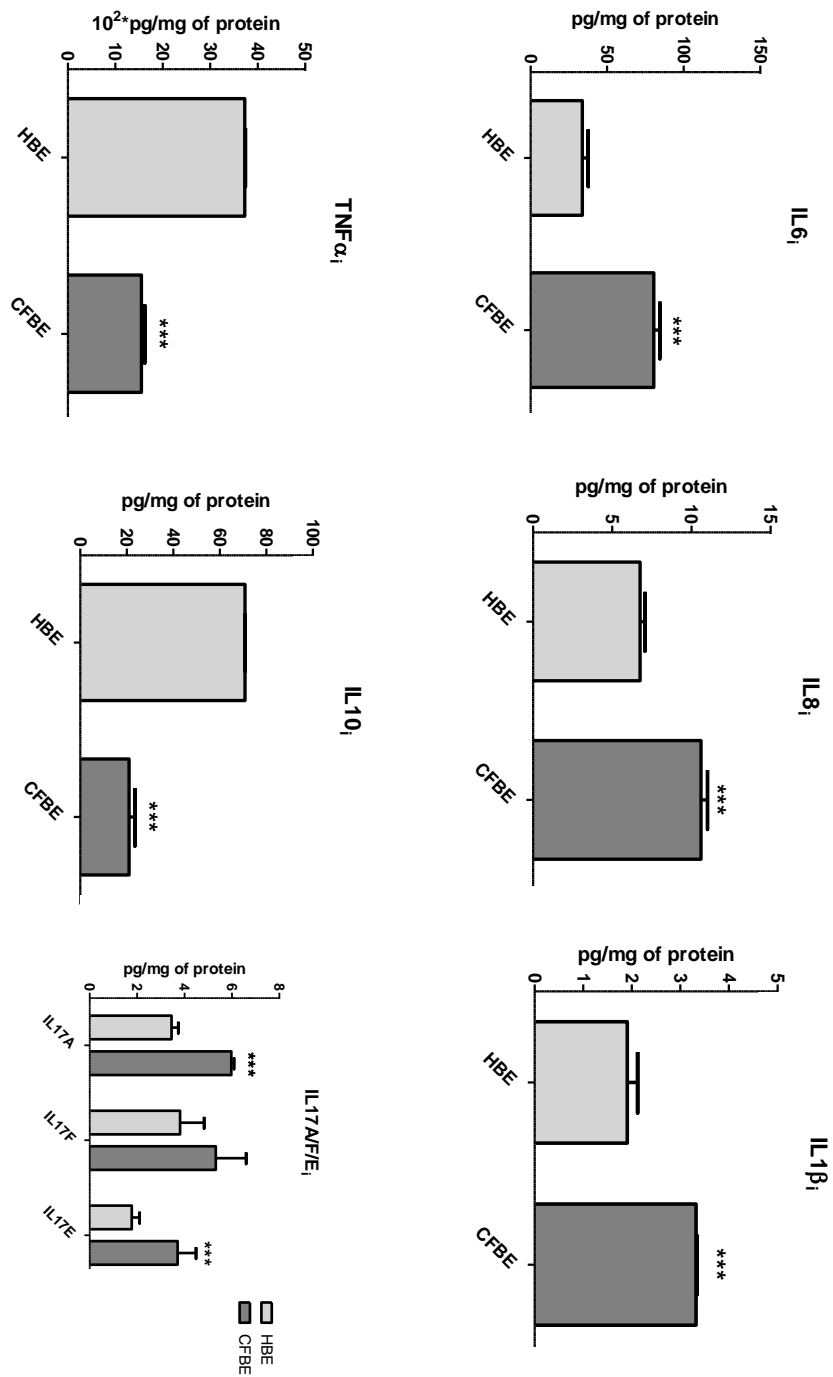 IL6i
pg/mg of protein
150
100
50
0
HBE
CFBE
***
IL8i
pg/mg of protein
15
10
5
0
HBE
CFBE
***
IL1βi
pg/mg of protein
5
4
3
2
1
0
HBE
CFBE
***
TNFαi
10²*pg/mg of protein
50
40
30
20
10
0
HBE
CFBE
***
IL10i
pg/mg of protein
100
80
60
40
20
0
HBE
CFBE
***
IL17A/F/Ei
pg/mg of protein
8
6
4
2
0
***
***
IL17A
IL17F
IL17E
HBE
CFBE